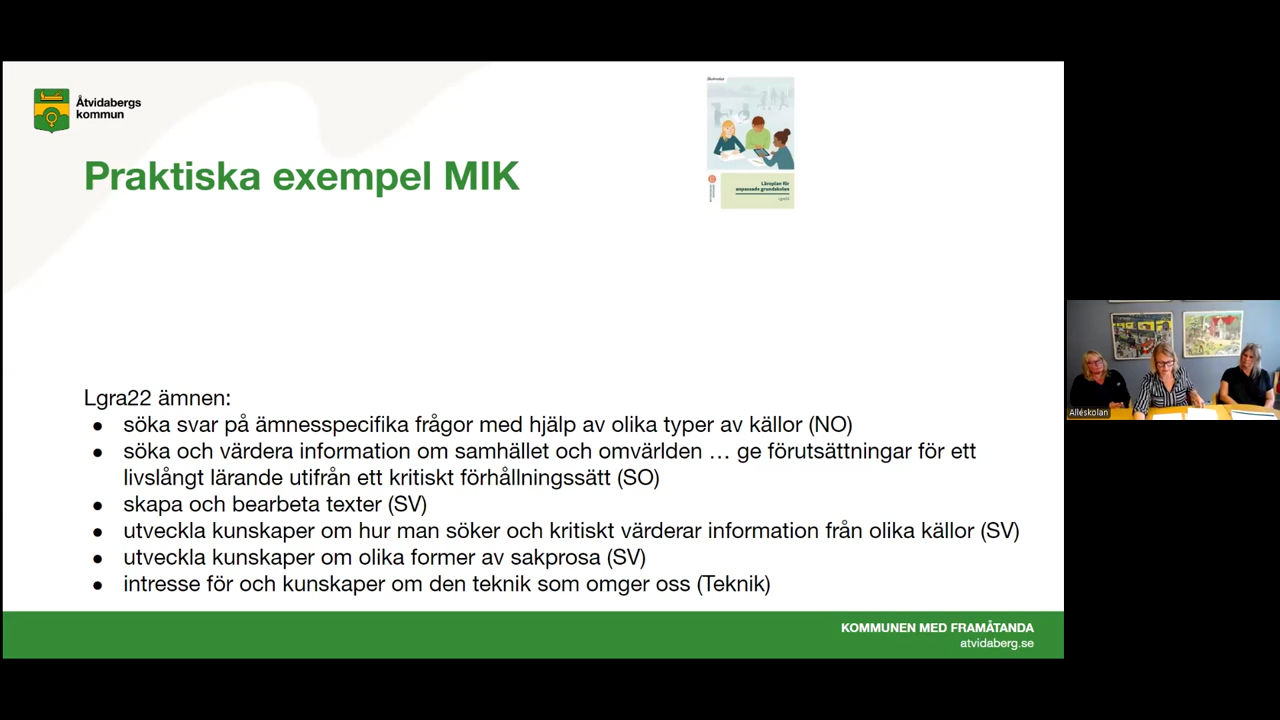 Åtvidabergs
kommun
Praktiska exempel MIK
Läroplan för
anpassade grundskolan
Lgra22 ämnen:
● söka svar på ämnesspecifika frågor med hjälp av olika typer av källor (NO)
● söka och värdera information om samhället och omvärlden … ge förutsättningar för ett
livslångt lärande utifrån ett kritiskt förhållningssätt (SO)
● skapa och bearbeta texter (SV)
● utveckla kunskaper om hur man söker och kritiskt värderar information från olika källor (SV)
● utveckla kunskaper om olika former av sakprosa (SV)
● intresse för och kunskaper om den teknik som omger oss (Teknik)
KOMMUNEN MED FRAMÅTANDA
atvidaberg.se
Alléskolan